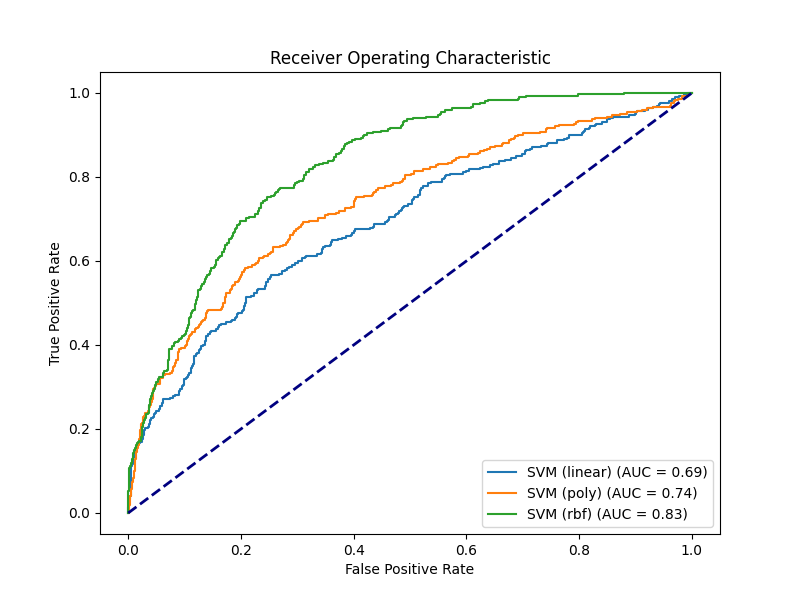 Receiver Operating Characteristic
1.0
0.8
0.6
0.4
0.2
0.0
True Positive Rate
0.0 0.2 0.4 0.6 0.8 1.0
False Positive Rate
SVM (linear) (AUC = 0.69)
SVM (poly) (AUC = 0.74)
SVM (rbf) (AUC = 0.83)